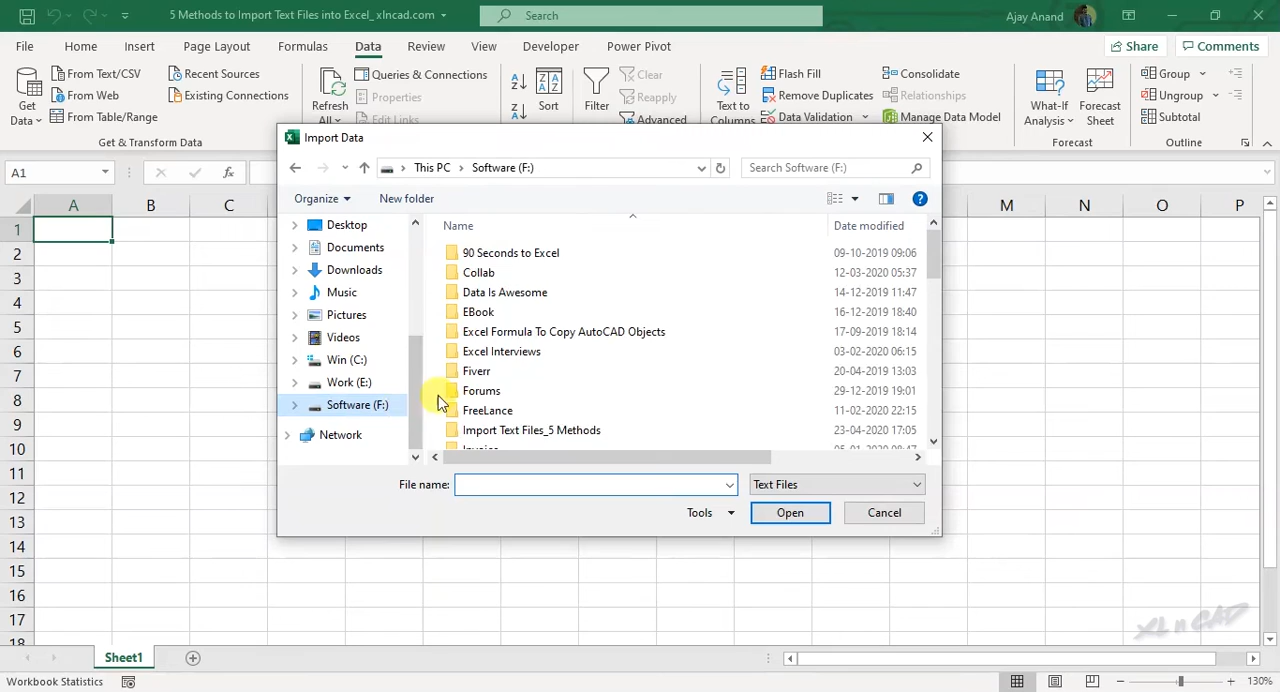 5 Methods to Import Text Files into Excel_ xlncad.com
Search
Ajay Anand
File Home Insert Page Layout Formulas Data Review View Developer Power Pivot
Share Comments
Get Data
From Text/CSV
From Web
From Table/Range
Recent Sources
Existing Connections
Get & Transform Data
Refresh All
Queries & Connections
Properties
Edit Links
Sort
Filter
Clear
Reapply
Advanced
Text to Columns
Flash Fill
Remove Duplicates
Data Validation
Consolidate
Relationships
Manage Data Model
What-If Analysis
Forecast Sheet
Forecast
Group
Ungroup
Subtotal
Outline
A1
fx
A B C M N O P
1
2
3
4
5
6
7
8
9
10
11
12
13
14
15
16
17
18
Import Data
This PC Software (F:)
Search Software (F:)
Organize New folder
Desktop
Documents
Downloads
Music
Pictures
Videos
Win (C:)
Work (E:)
Software (F:)
Network
Name Date modified
90 Seconds to Excel 09-10-2019 09:06
Collab 12-03-2020 05:37
Data Is Awesome 14-12-2019 11:47
EBook 16-12-2019 18:40
Excel Formula To Copy AutoCAD Objects 17-09-2019 18:14
Excel Interviews 03-02-2020 06:15
Fiverr 20-04-2019 13:03
Forums 29-12-2019 19:01
FreeLance 11-02-2020 22:15
Import Text Files_5 Methods 23-04-2020 17:05
File name: Text Files
Tools Open Cancel
XL n CAD
Sheet1
Workbook Statistics
130%